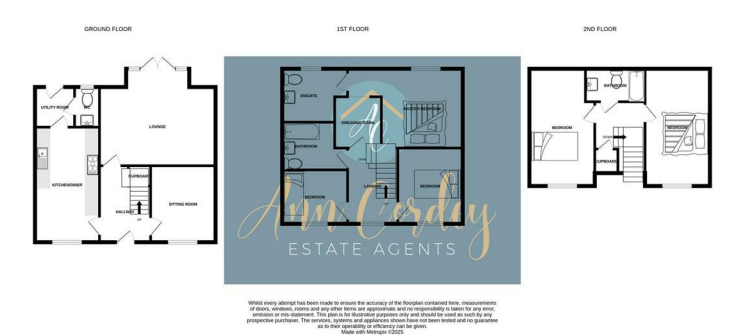 GROUND FLOOR
1ST FLOOR
2ND FLOOR
UTILITY ROOM
WC
LOUNGE
KITCHEN/DINER
CUPBOARD
HALLWAY
UP
SITTING ROOM
ENSUITE
DRESSING ROOM
MASTER BEDROOM
BATHROOM
DOWN
BEDROOM
LANDING
BEDROOM
Ann Cordey
ESTATE AGENTS
BATHROOM
BEDROOM
BEDROOM
DOWN
CUPBOARD
Whilst every attempt has been made to ensure the accuracy of the floorplan contained here, measurements
of doors, windows, rooms and any other items are approximate and no responsibility is taken for any error,
omission or mis-statement. This plan is for illustrative purposes only and should be used as such by any
prospective purchaser. The services, systems and appliances shown have not been tested and no guarantee
as to their operability or efficiency can be given.
Made with Metropix ©2025